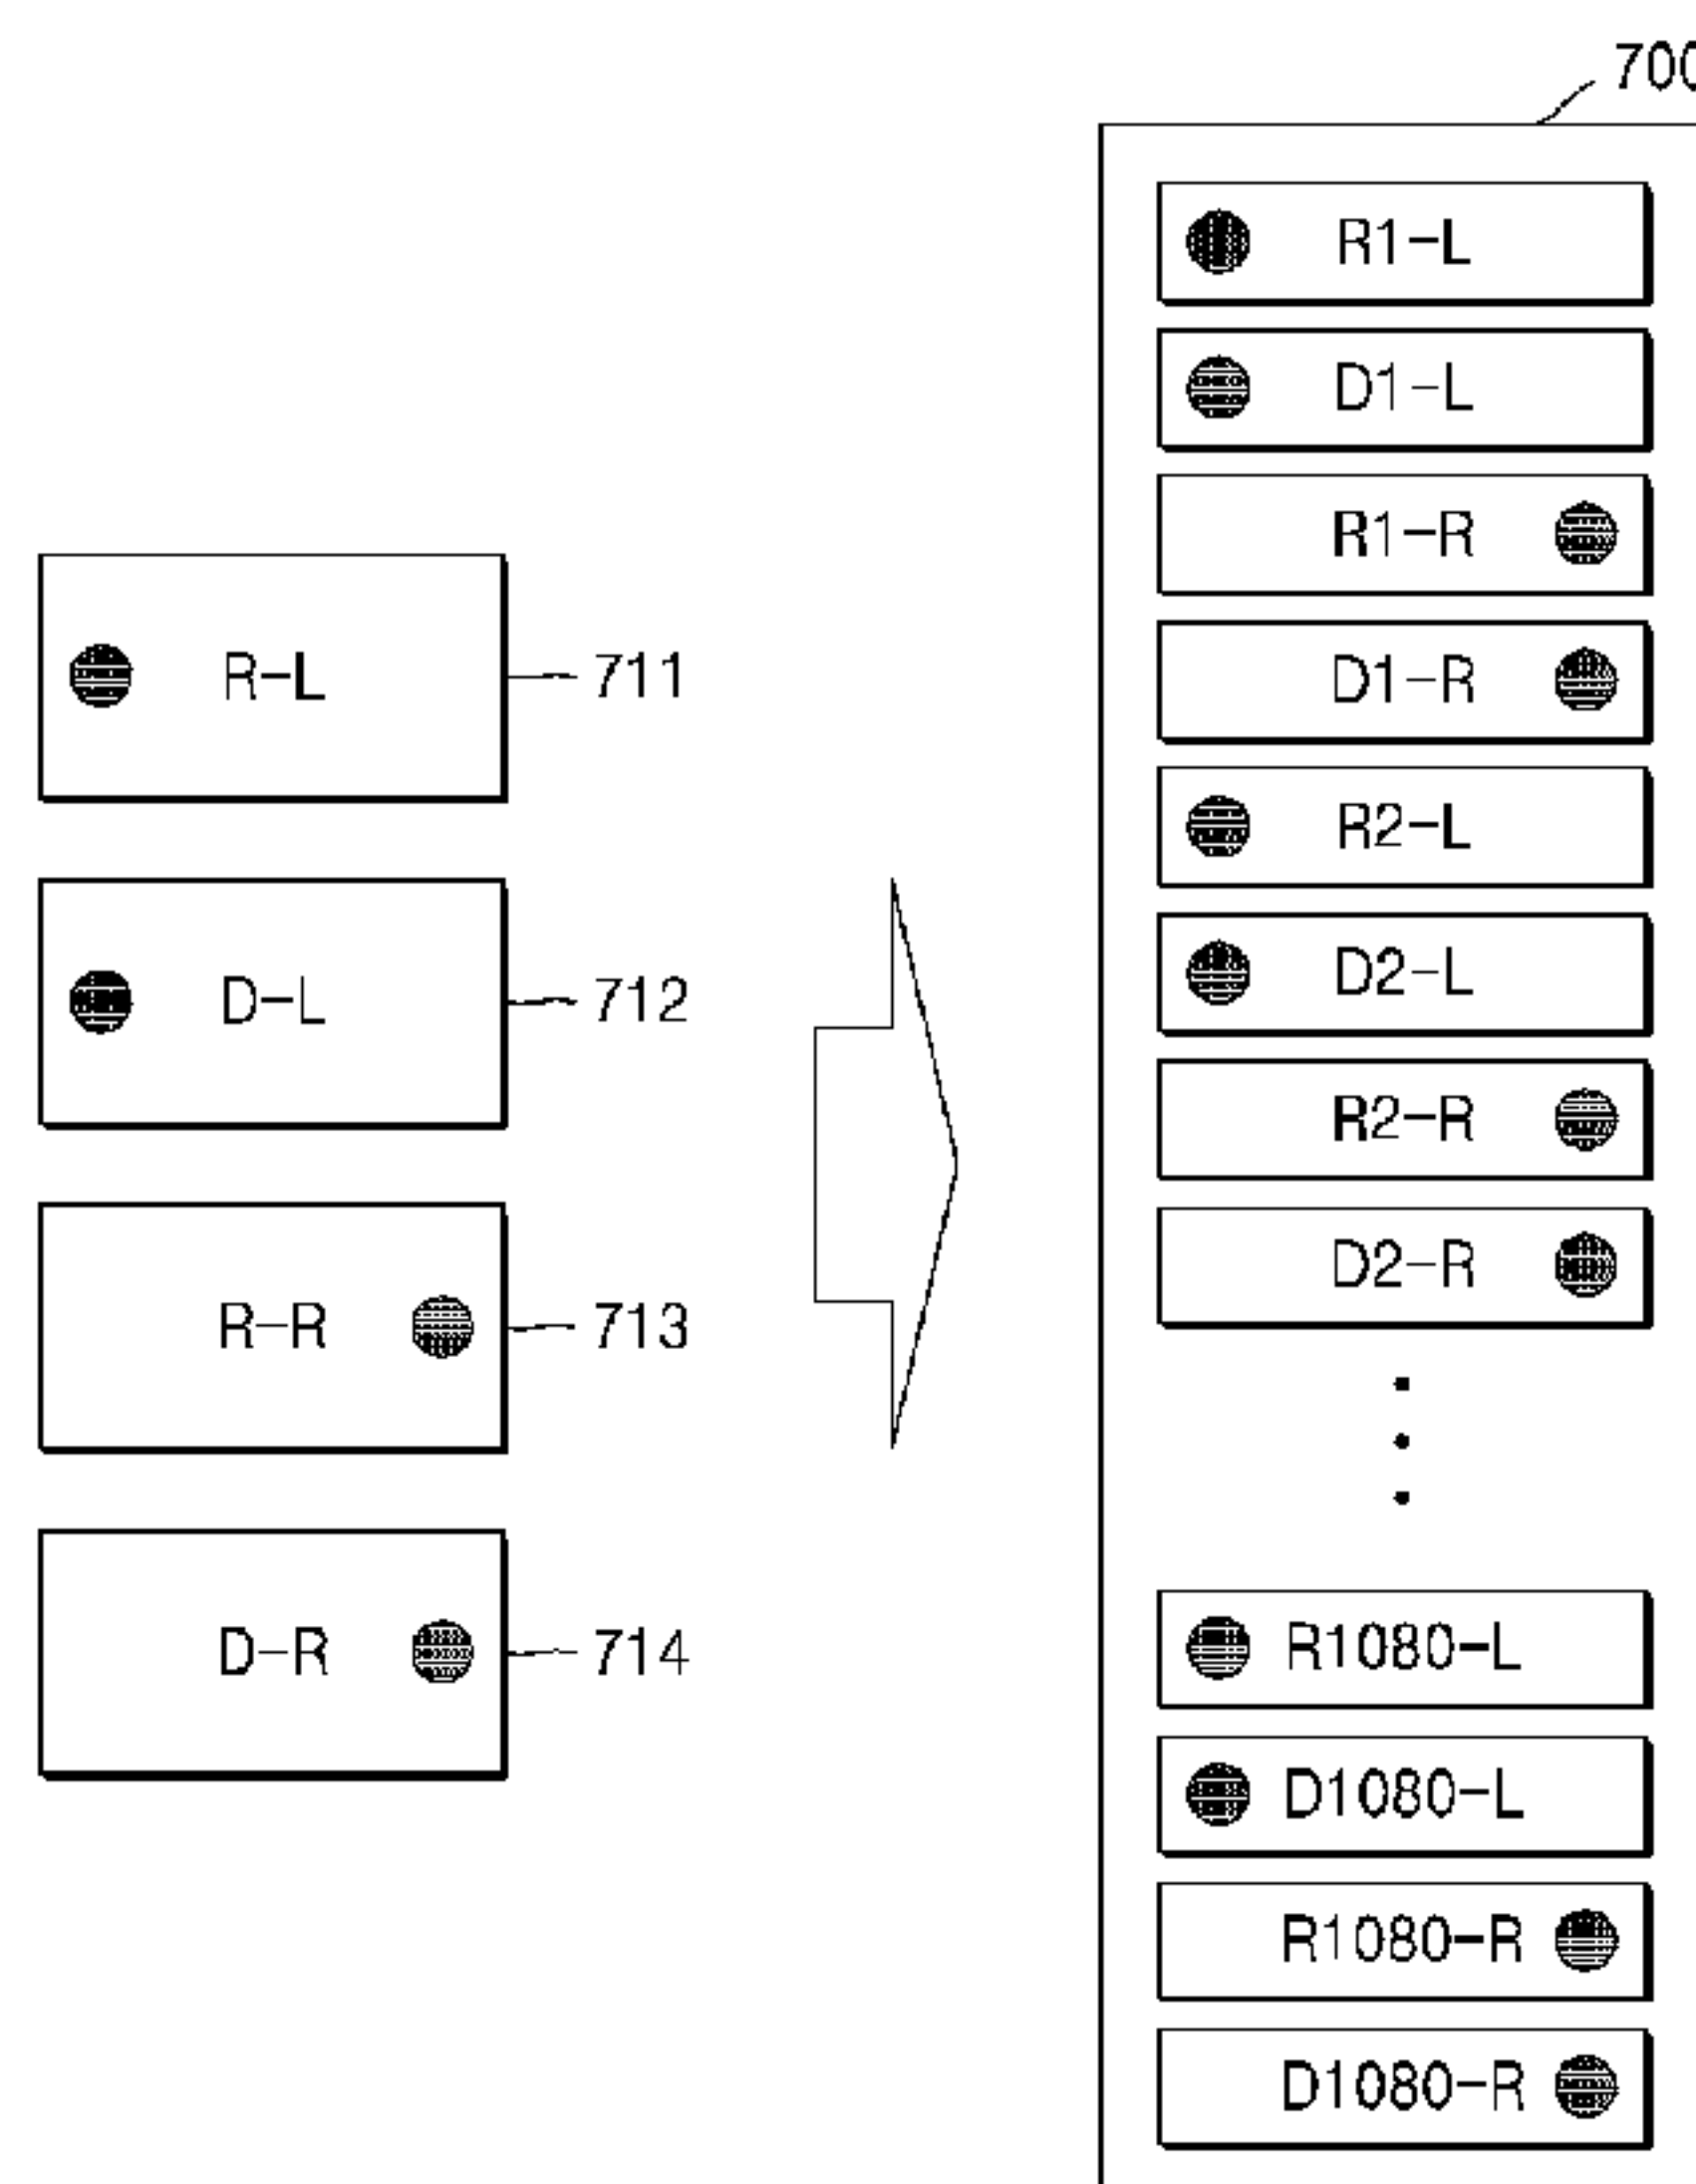 700
R1-L
D1-L
R1-R
D1-R
R2-L
D2-L
R2-R
D2-R
R1080-L
D1080-L
R1080-R
D1080-R
R-L 711
D-L 712
R-R 713
D-R 714